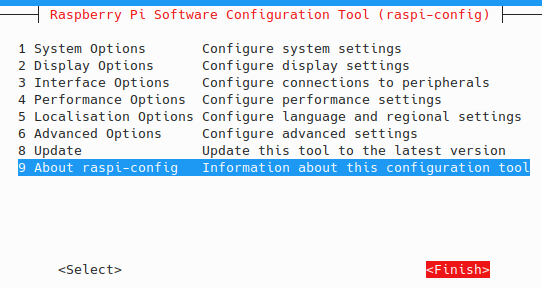 Raspberry Pi Software Configuration Tool (raspi-config)
1 System Options Configure system settings
2 Display Options Configure display settings
3 Interface Options Configure connections to peripherals
4 Performance Options Configure performance settings
5 Localisation Options Configure language and regional settings
6 Advanced Options Configure advanced settings
8 Update Update this tool to the latest version
9 About raspi-config Information about this configuration tool
<Select> <Finish>